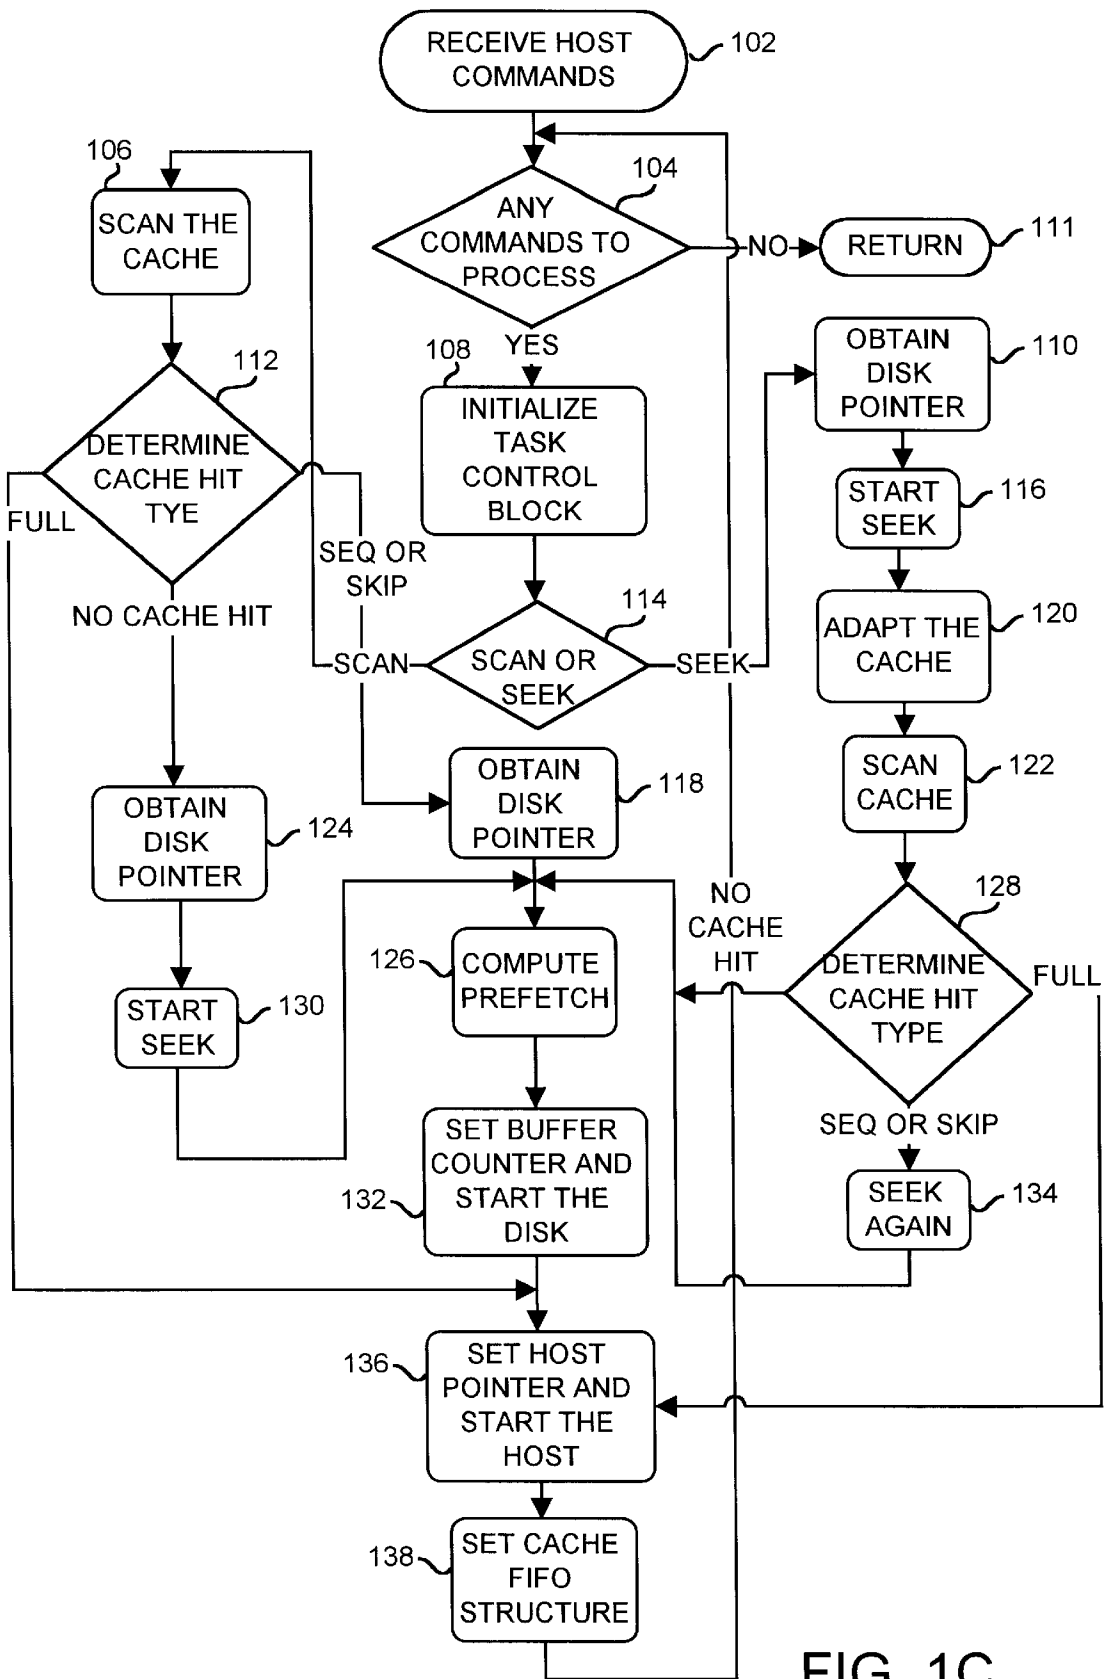 RECEIVE HOST
COMMANDS
102
106
SCAN THE
CACHE
104
ANY
COMMANDS TO
PROCESS
NO
RETURN
111
YES
108
INITIALIZE
TASK
CONTROL
BLOCK
OBTAIN
DISK
POINTER
110
112
DETERMINE
CACHE HIT
TYE
FULL
SEQ OR
SKIP
NO CACHE HIT
START
SEEK
116
114
SCAN
SCAN OR
SEEK
SEEK
ADAPT THE
CACHE
120
OBTAIN
DISK
POINTER
118
SCAN
CACHE
122
OBTAIN
DISK
POINTER
124
NO
CACHE
HIT
128
DETERMINE
CACHE HIT
TYPE
FULL
126
COMPUTE
PREFETCH
START
SEEK
130
SEQ OR SKIP
132
SET BUFFER
COUNTER AND
START THE
DISK
SEEK
AGAIN
134
136
SET HOST
POINTER AND
START THE
HOST
138
SET CACHE
FIFO
STRUCTURE
FIG. 1C